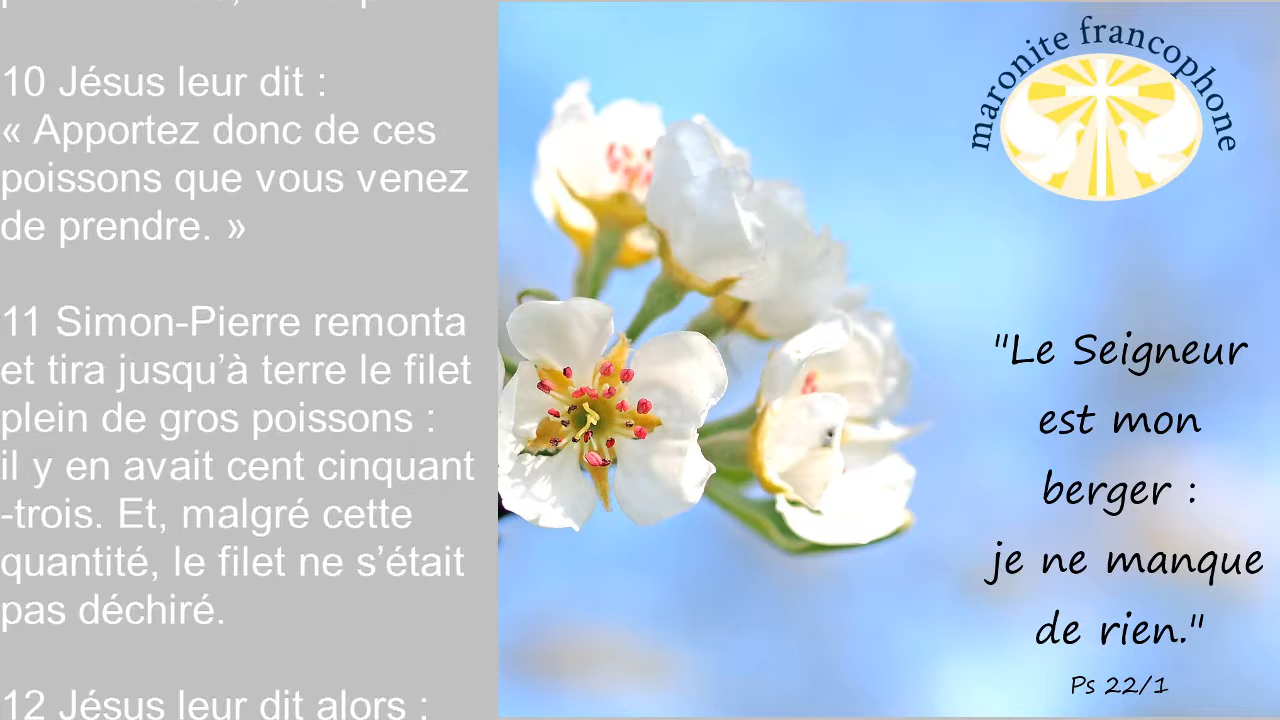 10 Jésus leur dit :
« Apportez donc de ces
poissons que vous venez
de prendre. »
11 Simon-Pierre remonta
et tira jusqu’à terre le filet
plein de gros poissons :
il y en avait cent cinquant
-trois. Et, malgré cette
quantité, le filet ne s’était
pas déchiré.
12 Jésus leur dit alors :
maronite francophone
"Le Seigneur
est mon
berger :
je ne manque
de rien."
Ps 22/1